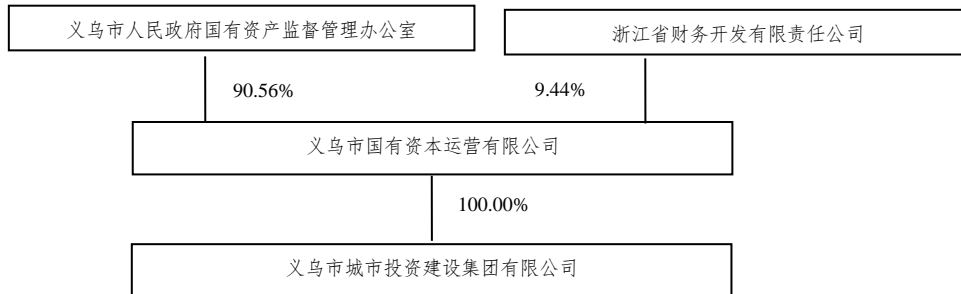 义乌市人民政府国有资产监督管理办公室
浙江省财务开发有限责任公司
90.56%
9.44%
义乌市国有资本运营有限公司
100.00%
义乌市城市投资建设集团有限公司